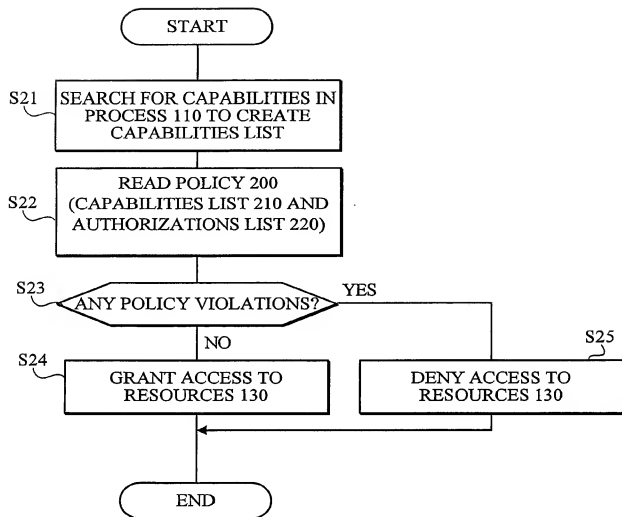 START
S21
SEARCH FOR CAPABILITIES IN
PROCESS 110 TO CREATE
CAPABILITIES LIST
S22
READ POLICY 200
(CAPABILITIES LIST 210 AND
AUTHORIZATIONS LIST 220)
S23
ANY POLICY VIOLATIONS?
YES
NO
S24
GRANT ACCESS TO
RESOURCES 130
S25
DENY ACCESS TO
RESOURCES 130
END